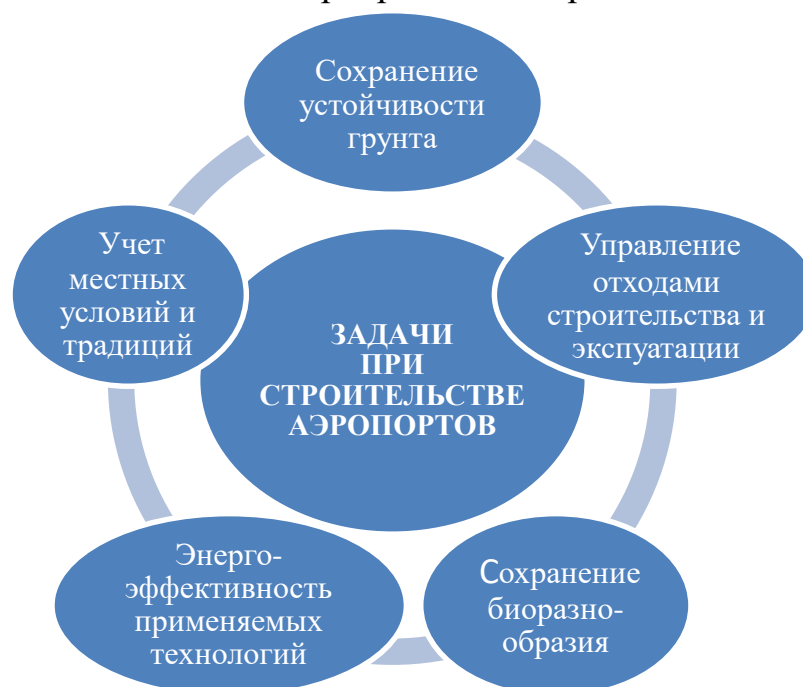 Сохранение
устойчивости
грунта
Управление
отходами
строительства и
экспуатации
Сохранение
биоразно-
образия
Энерго-
эффективность
применяемых
технологий
Учет
местных
условий и
традиций
ЗАДАЧИ
ПРИ
СТРОИТЕЛЬСТВЕ
АЭРОПОРТОВ